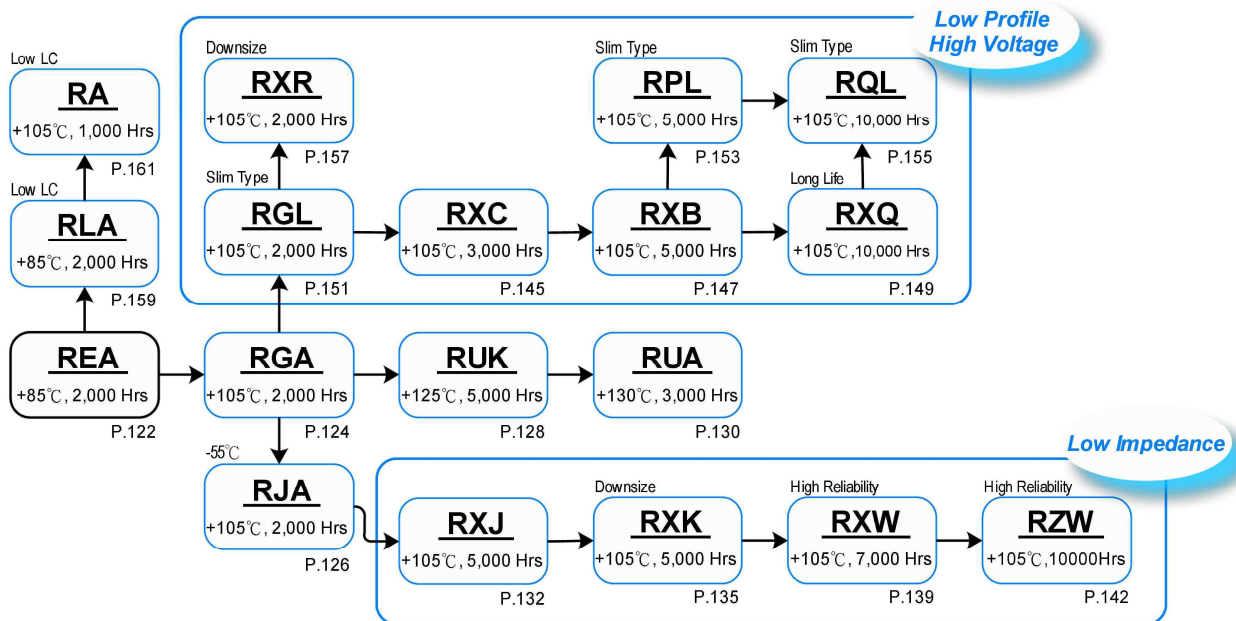 Low Profile
High Voltage
Low LC
RA
+105℃, 1,000 Hrs
P.161
Downsize
RXR
+105℃, 2,000 Hrs
P.157
Slim Type
RPL
+105℃, 5,000 Hrs
P.153
Slim Type
RQL
+105℃, 10,000 Hrs
P.155
Low LC
RLA
+85℃, 2,000 Hrs
P.159
Slim Type
RGL
+105℃, 2,000 Hrs
P.151
RXC
+105℃, 3,000 Hrs
P.145
RXB
+105℃, 5,000 Hrs
P.147
Long Life
RXQ
+105℃, 10,000 Hrs
P.149
REA
+85℃, 2,000 Hrs
P.122
RGA
+105℃, 2,000 Hrs
P.124
RUK
+125℃, 5,000 Hrs
P.128
RUA
+130℃, 3,000 Hrs
P.130
Low Impedance
-55℃
RJA
+105℃, 2,000 Hrs
P.126
RXJ
+105℃, 5,000 Hrs
P.132
Downsize
RXK
+105℃, 5,000 Hrs
P.135
High Reliability
RXW
+105℃, 7,000 Hrs
P.139
High Reliability
RZW
+105℃,10000Hrs
P.142